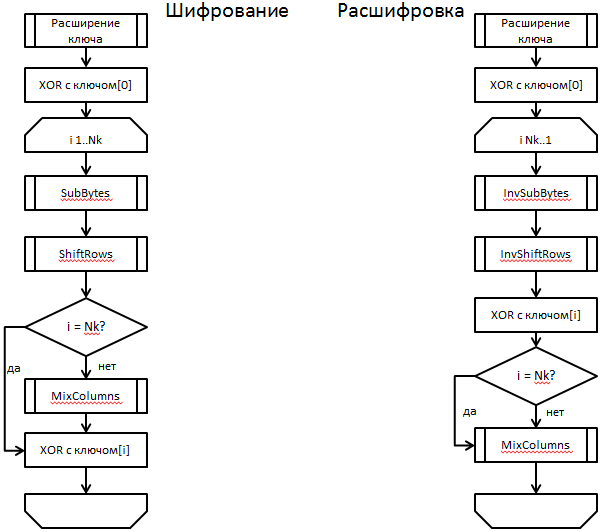 Шифрование
Расширение
ключа
XOR с ключом[0]
i 1..Nk
SubBytes
ShiftRows
i = Nk?
да
нет
MixColumns
XOR с ключом[i]
Расшифровка
Расширение
ключа
XOR с ключом[0]
i Nk..1
InvSubBytes
InvShiftRows
XOR с ключом[i]
i = Nk?
да
нет
MixColumns